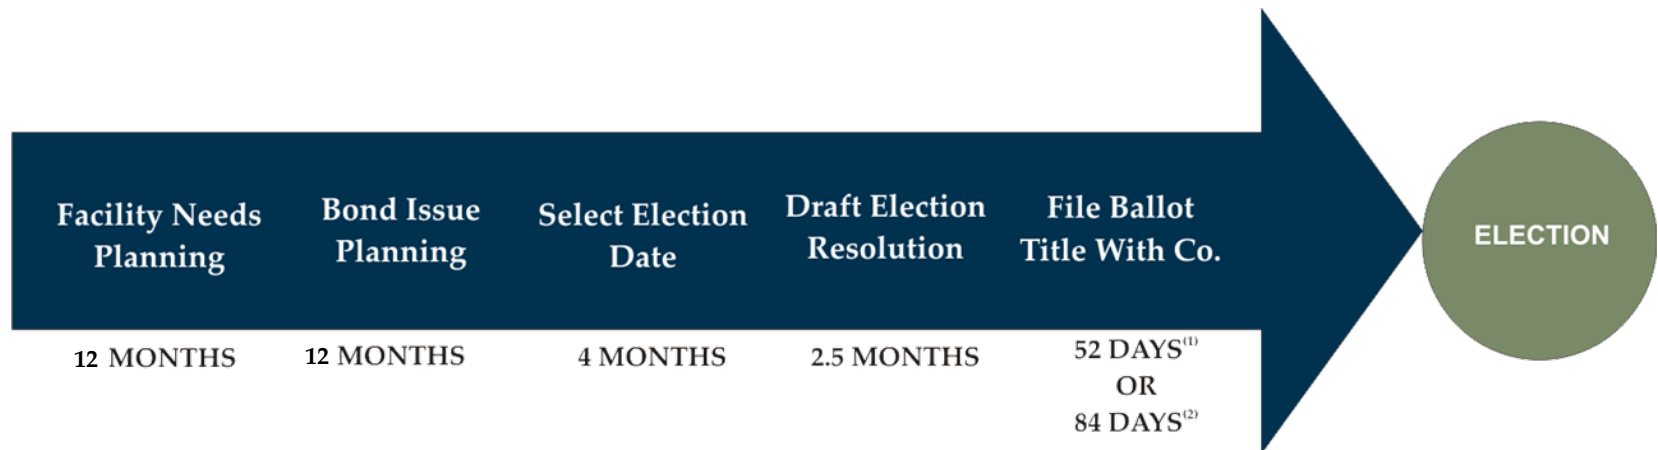 Facility Needs
Planning
Bond Issue
Planning
Select Election
Date
Draft Election
Resolution
File Ballot
Title With Co.
ELECTION
12 MONTHS
12 MONTHS
4 MONTHS
2.5 MONTHS
52 DAYS(1)
OR
84 DAYS(2)